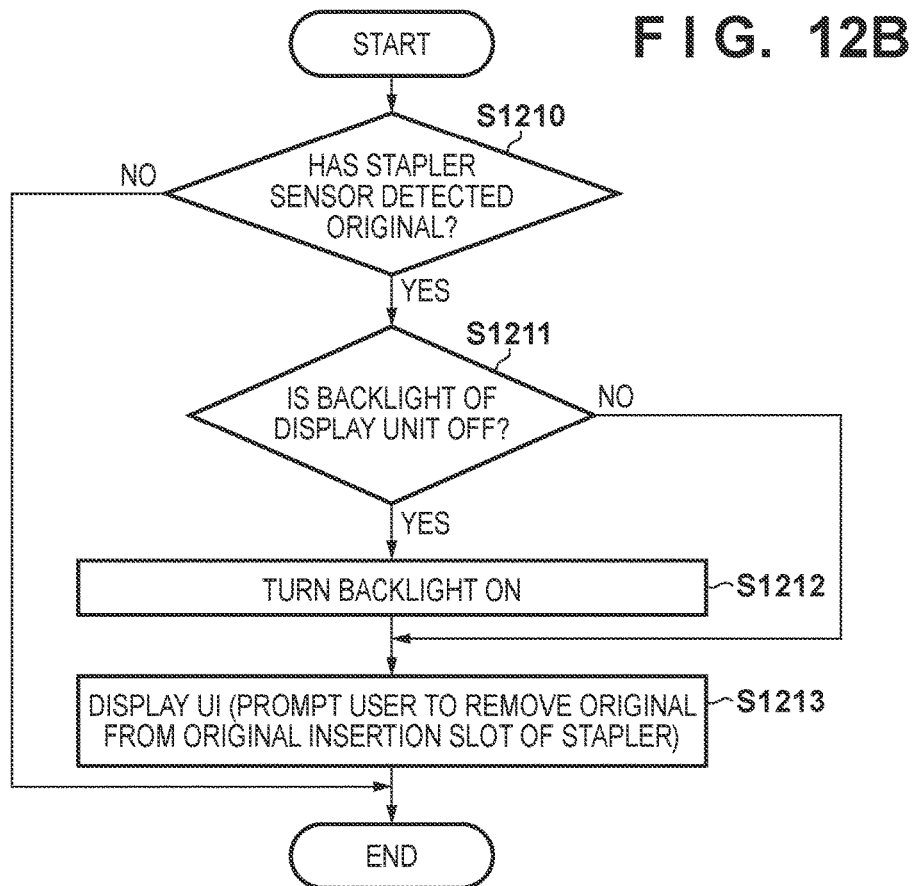 FIG. 12B
START
S1210
HAS STAPLER
SENSOR DETECTED
ORIGINAL?
NO
YES
S1211
IS BACKLIGHT OF
DISPLAY UNIT OFF?
NO
YES
TURN BACKLIGHT ON
S1212
DISPLAY UI (PROMPT USER TO REMOVE ORIGINAL
FROM ORIGINAL INSERTION SLOT OF STAPLER)
S1213
END